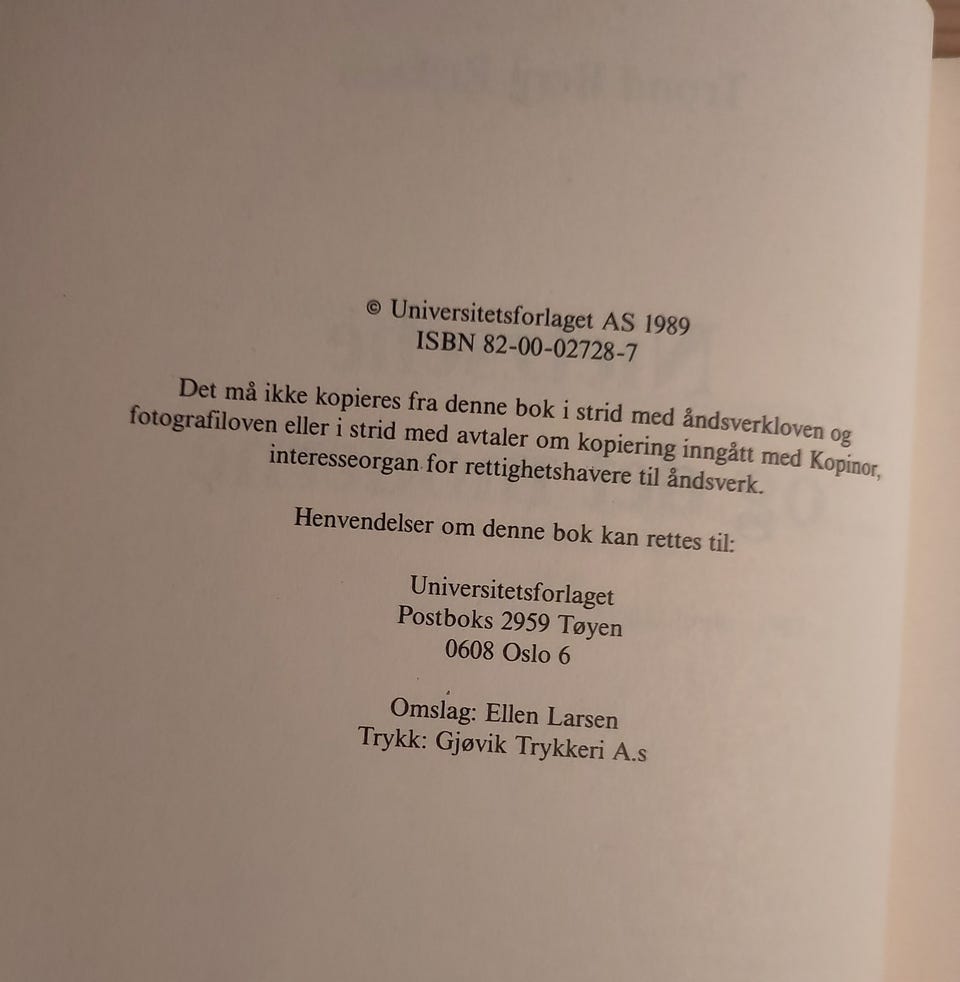 © Universitetsforlaget AS 1989
ISBN 82-00-02728-7
Det må ikke kopieres fra denne bok i strid med åndsverkloven og
fotografiloven eller i strid med avtaler om kopiering inngått med Kopinor,
interesseorgan for rettighetshavere til åndsverk.
Henvendelser om denne bok kan rettes til:
Universitetsforlaget
Postboks 2959 Tøyen
0608 Oslo 6
Omslag: Ellen Larsen
Trykk: Gjøvik Trykkeri A.s